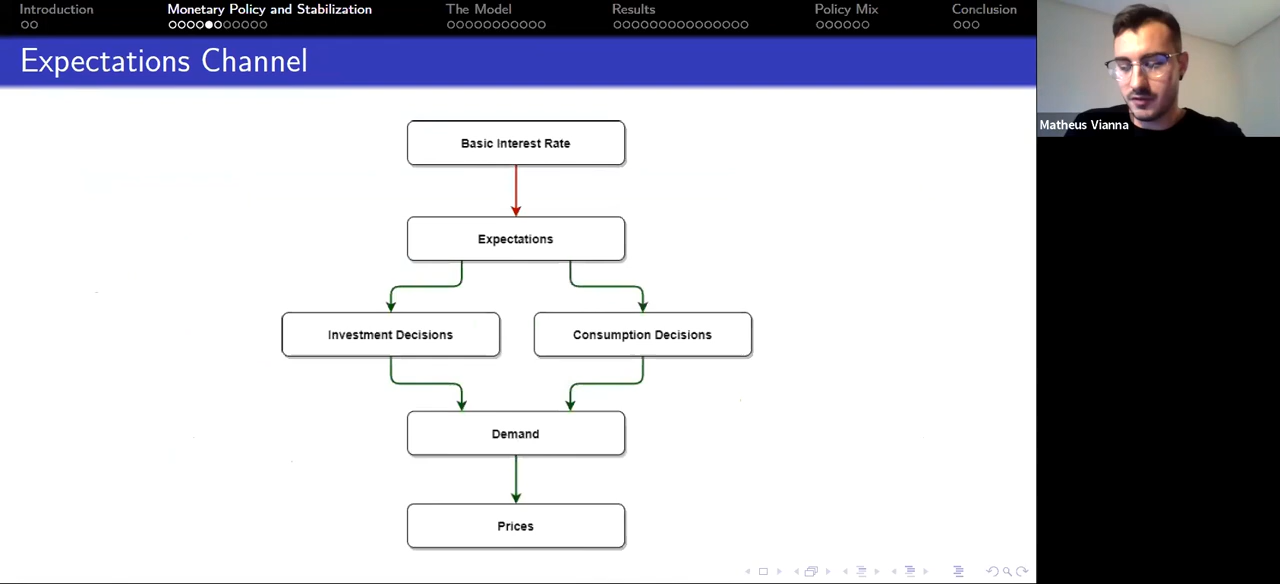 Introduction
Monetary Policy and Stabilization
The Model
Results
Policy Mix
Conclusion
Expectations Channel
Basic Interest Rate
Expectations
Investment Decisions
Consumption Decisions
Demand
Prices
Matheus Vianna